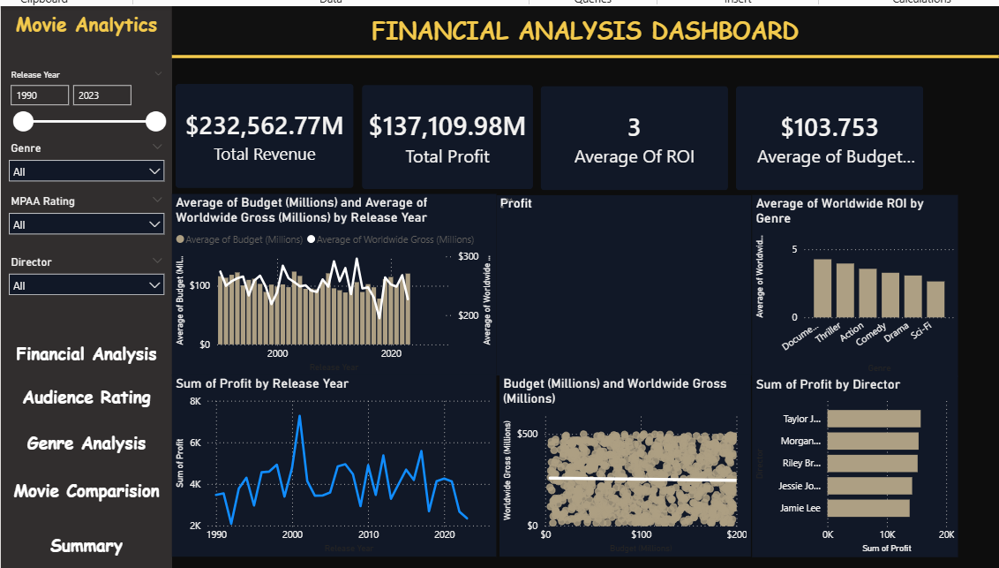 Clipboard
Data
Queries
Insert
Calculations
Movie Analytics
FINANCIAL ANALYSIS DASHBOARD
Release Year
1990
2023
Genre
All
MPAA Rating
All
Director
All
Financial Analysis
Audience Rating
Genre Analysis
Movie Comparision
Summary
$232,562.77M
Total Revenue
$137,109.98M
Total Profit
3
Average Of ROI
$103.753
Average of Budget...
Average of Budget (Millions) and Average of
Worldwide Gross (Millions) by Release Year
Average of Budget (Millions)
Average of Worldwide Gross (Millions)
Average of Budget (Mil...
$100
$0
$300
$200
Average of Worldwide ...
2000
2020
Release Year
Profit
Average of Worldwide ROI by
Genre
Average of Worldwid...
5
0
Docume...
Thriller
Action
Comedy
Drama
Sci-Fi
Genre
Sum of Profit by Release Year
Sum of Profit
8K
6K
4K
2K
1990
2000
2010
2020
Release Year
Budget (Millions) and Worldwide Gross
(Millions)
Worldwide Gross (Millions)
$500
$0
$0
$100
$200
Budget (Millions)
Sum of Profit by Director
Director
Taylor J...
Morgan...
Riley Br...
Jessie Jo...
Jamie Lee
0K
10K
20K
Sum of Profit